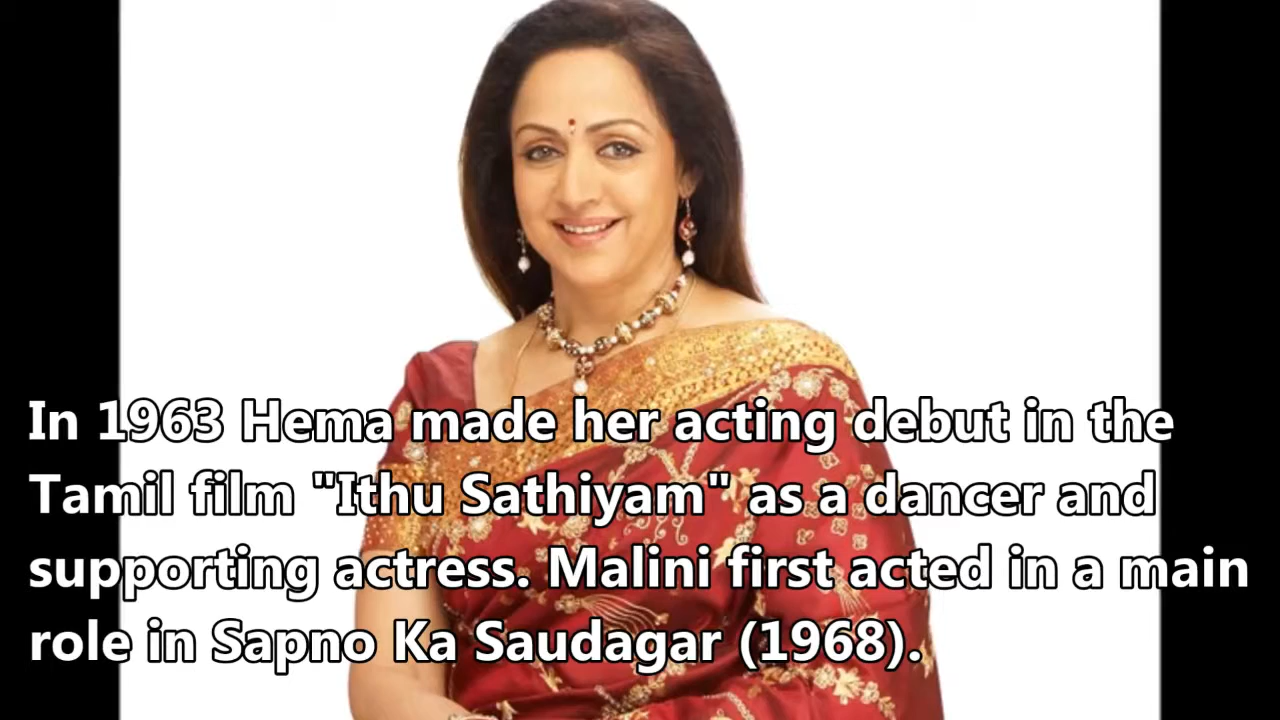 In 1963 Hema made her acting debut in the
Tamil film "Ithu Sathiyam" as a dancer and
supporting actress. Malini first acted in a main
role in Sapno Ka Saudagar (1968).